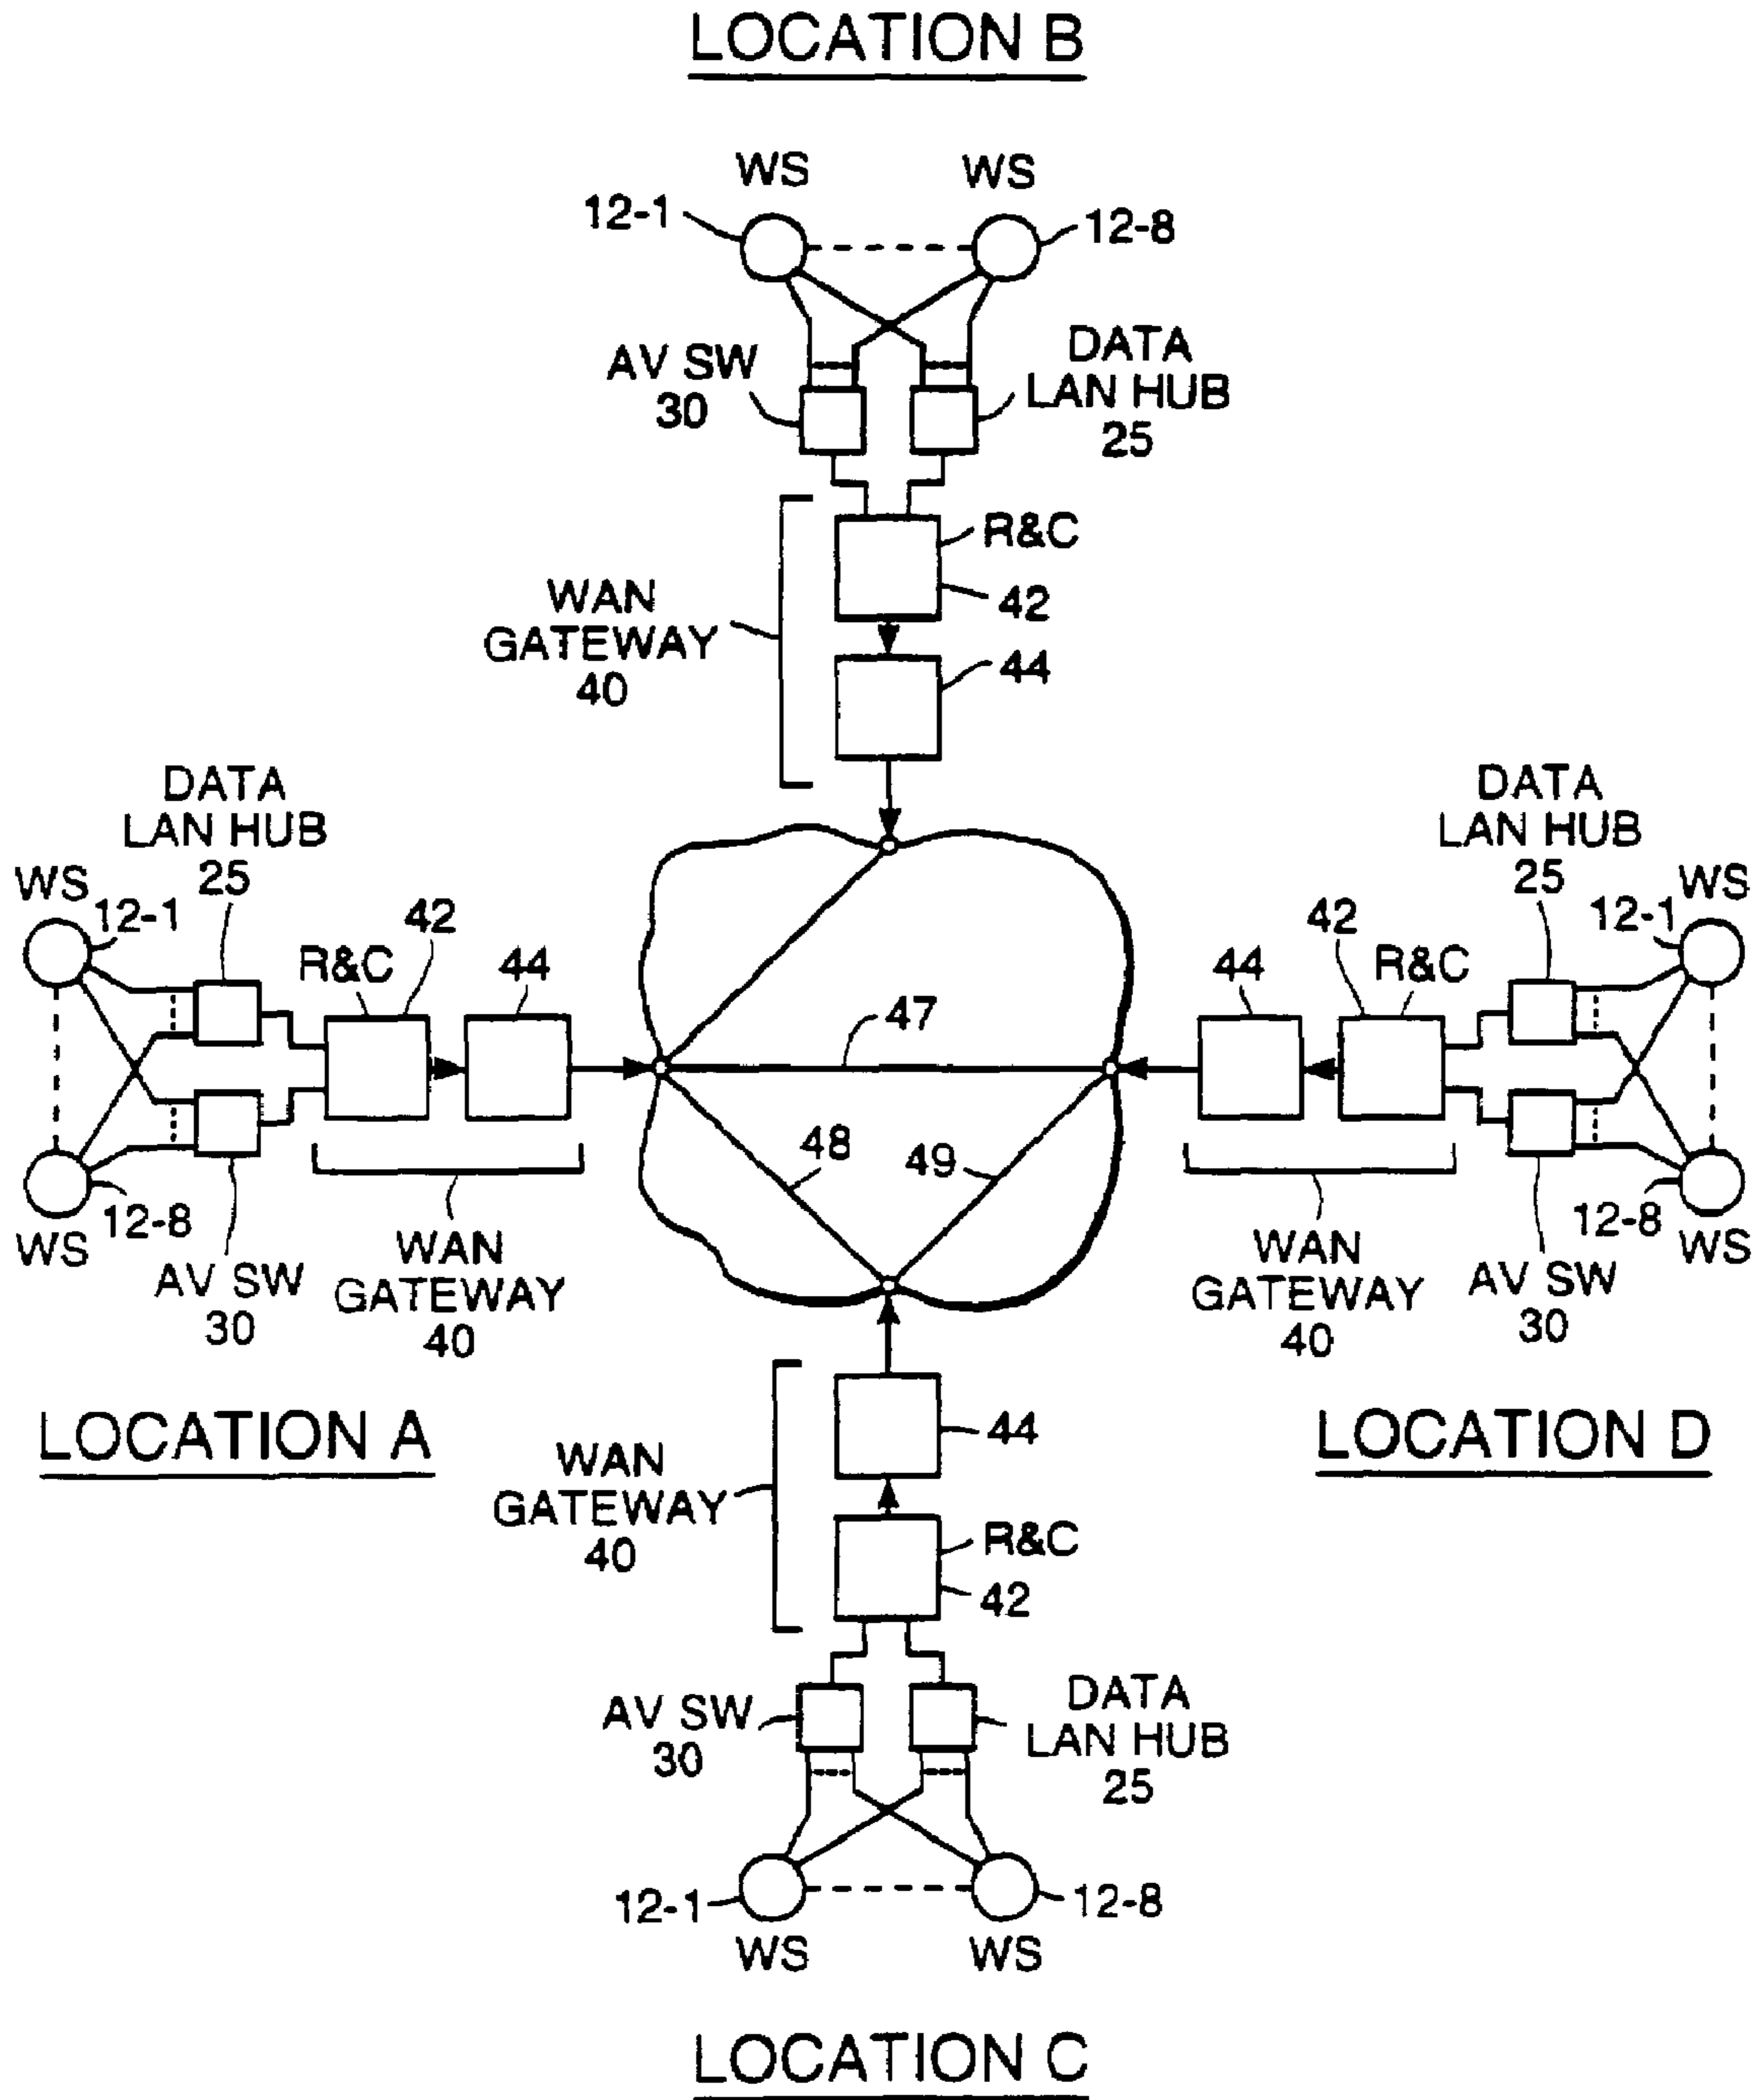 LOCATION B
WS
WS
12-1
12-8
AV SW
30
DATA
LAN HUB
25
R&C
42
WAN
GATEWAY
40
44
DATA
LAN HUB
25
WS
12-1
42
R&C
44
12-8
WS
AV SW
30
WAN
GATEWAY
40
LOCATION A
47
48
49
DATA
LAN HUB
25
WS
12-1
42
R&C
44
12-8
WS
AV SW
30
WAN
GATEWAY
40
LOCATION D
44
WAN
GATEWAY
40
R&C
42
AV SW
30
DATA
LAN HUB
25
12-1
12-8
WS
WS
LOCATION C